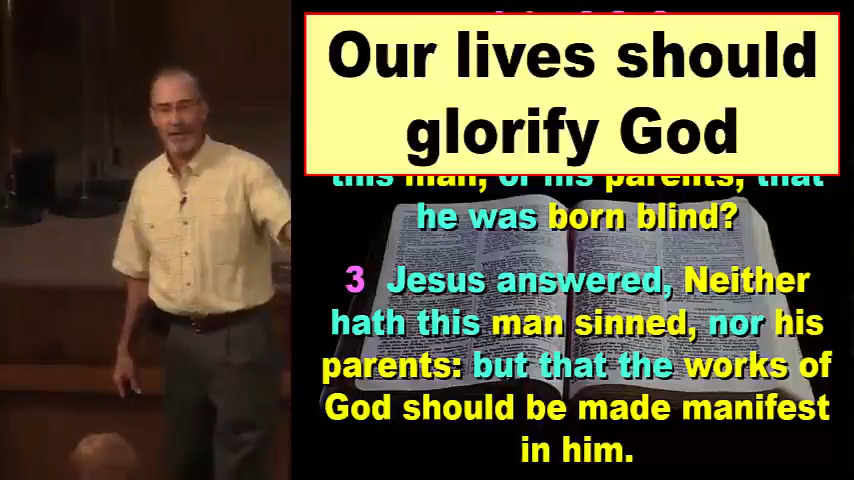 Our lives should
glorify God
this man, or his parents, that
he was born blind?
3 Jesus answered, Neither
hath this man sinned, nor his
parents: but that the works of
God should be made manifest
in him.